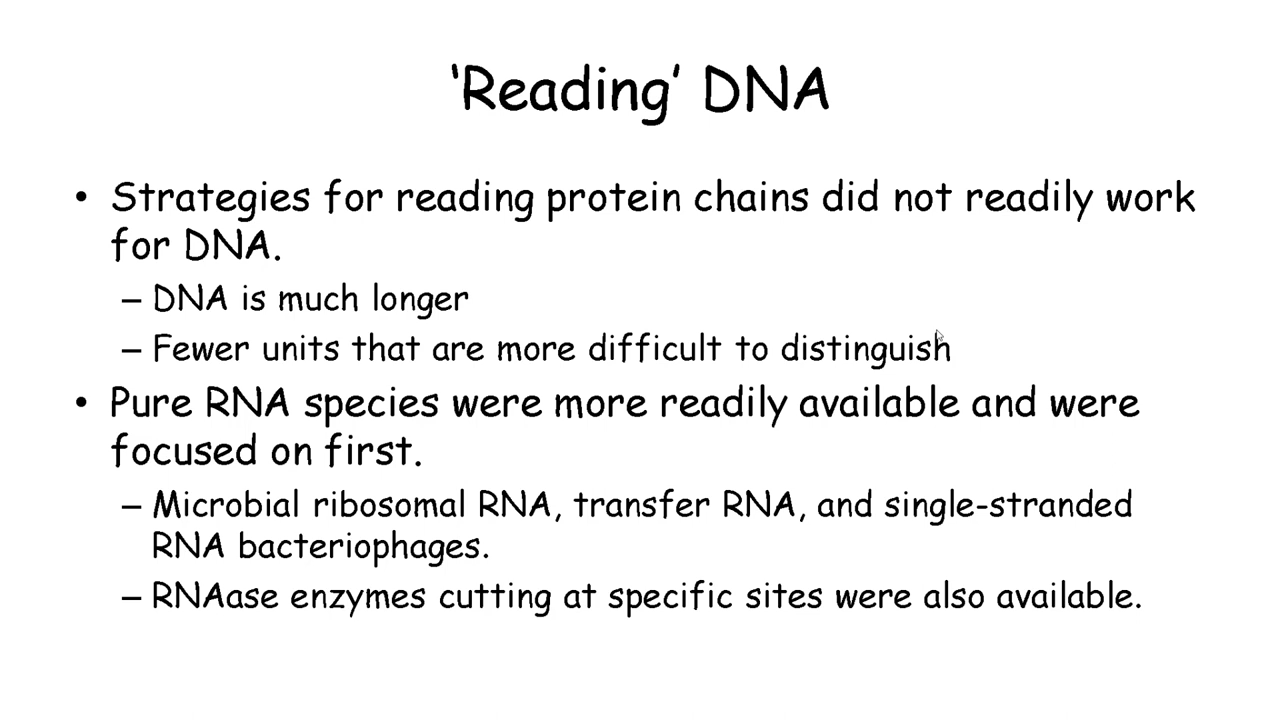 ‘Reading’ DNA
• Strategies for reading protein chains did not readily work
for DNA.
– DNA is much longer
– Fewer units that are more difficult to distinguish
• Pure RNA species were more readily available and were
focused on first.
– Microbial ribosomal RNA, transfer RNA, and single-stranded
RNA bacteriophages.
– RNAase enzymes cutting at specific sites were also available.